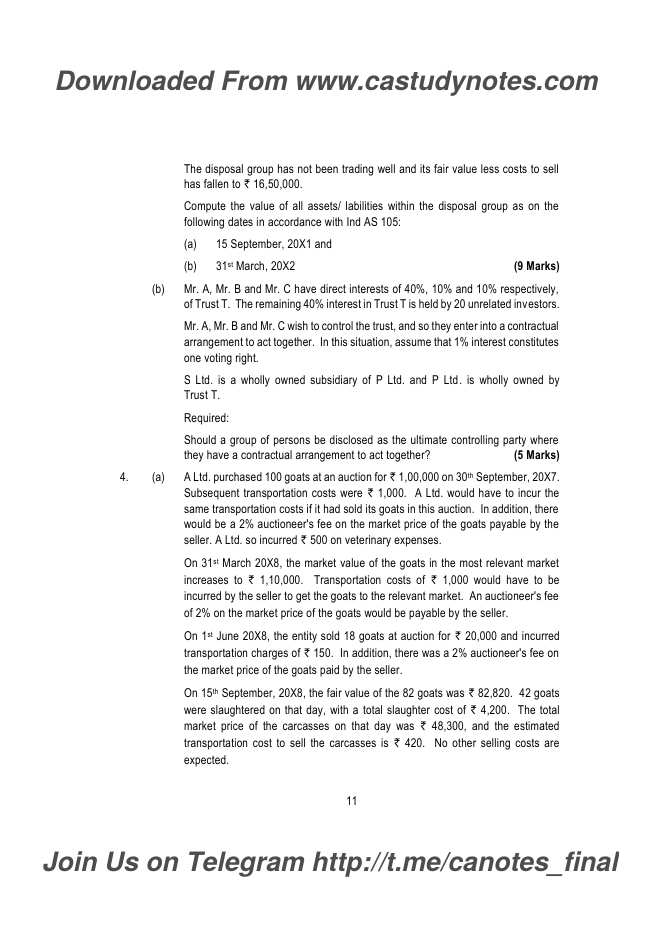 Downloaded From www.castudynotes.com
The disposal group has not been trading well and its fair value less costs to sell
has fallen to ₹ 16,50,000.
Compute the value of all assets/ labilities within the disposal group as on the
following dates in accordance with Ind AS 105:
(a) 15 September, 20X1 and
(b) 31st March, 20X2 (9 Marks)
(b) Mr. A, Mr. B and Mr. C have direct interests of 40%, 10% and 10% respectively,
of Trust T. The remaining 40% interest in Trust T is held by 20 unrelated investors.
Mr. A, Mr. B and Mr. C wish to control the trust, and so they enter into a contractual
arrangement to act together. In this situation, assume that 1% interest constitutes
one voting right.
S Ltd. is a wholly owned subsidiary of P Ltd. and P Ltd. is wholly owned by
Trust T.
Required:
Should a group of persons be disclosed as the ultimate controlling party where
they have a contractual arrangement to act together? (5 Marks)
4. (a) A Ltd. purchased 100 goats at an auction for ₹ 1,00,000 on 30th September, 20X7.
Subsequent transportation costs were ₹ 1,000. A Ltd. would have to incur the
same transportation costs if it had sold its goats in this auction. In addition, there
would be a 2% auctioneer's fee on the market price of the goats payable by the
seller. A Ltd. so incurred ₹ 500 on veterinary expenses.
On 31st March 20X8, the market value of the goats in the most relevant market
increases to ₹ 1,10,000. Transportation costs of ₹ 1,000 would have to be
incurred by the seller to get the goats to the relevant market. An auctioneer's fee
of 2% on the market price of the goats would be payable by the seller.
On 1st June 20X8, the entity sold 18 goats at auction for ₹ 20,000 and incurred
transportation charges of ₹ 150. In addition, there was a 2% auctioneer's fee on
the market price of the goats paid by the seller.
On 15th September, 20X8, the fair value of the 82 goats was ₹ 82,820. 42 goats
were slaughtered on that day, with a total slaughter cost of ₹ 4,200. The total
market price of the carcasses on that day was ₹ 48,300, and the estimated
transportation cost to sell the carcasses is ₹ 420. No other selling costs are
expected.
11
Join Us on Telegram http://t.me/canotes_final